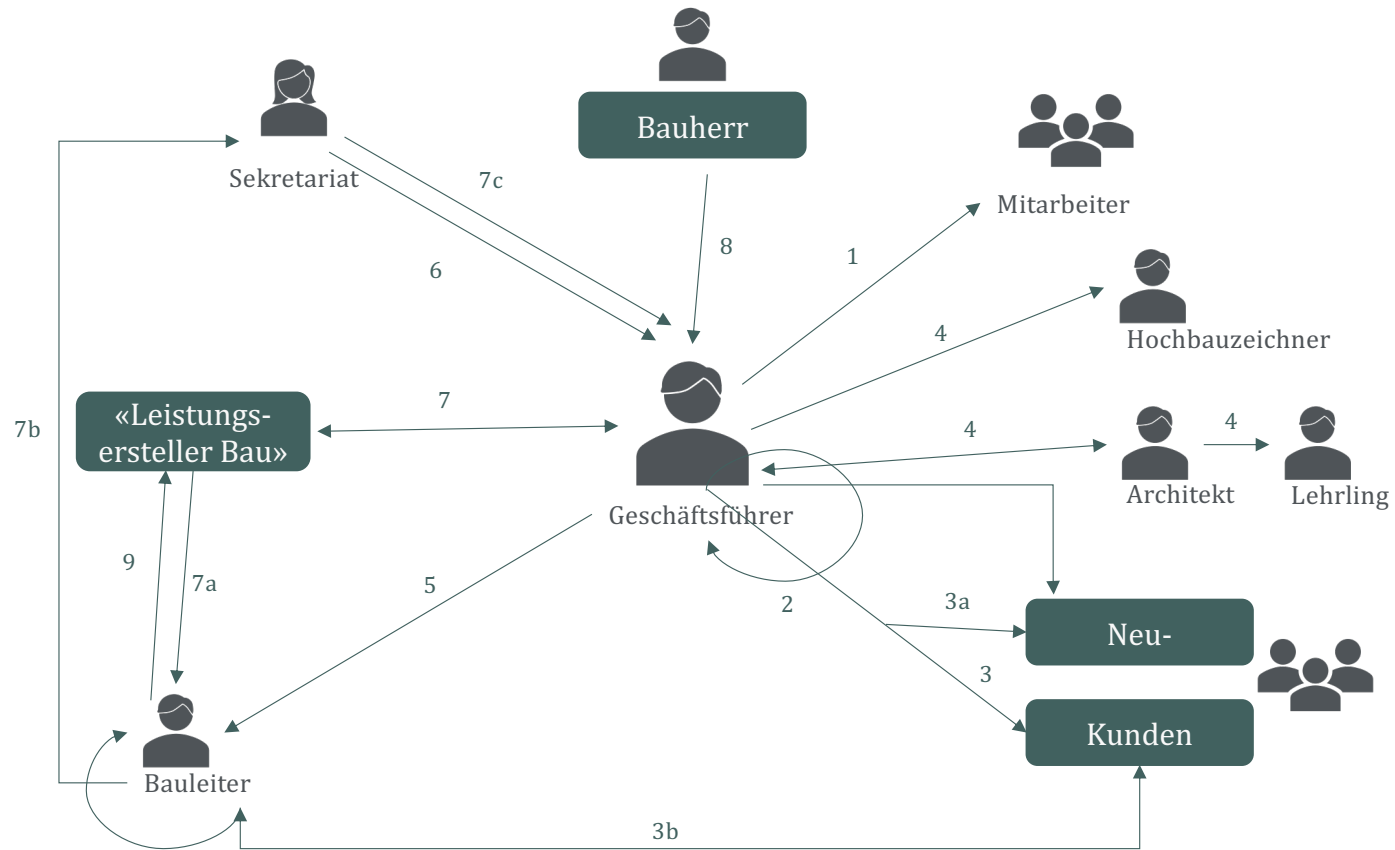 Bauherr
Sekretariat
7c
Mitarbeiter
6
8
1
4
Hochbauzeichner
7b
«Leistungs-
ersteller Bau»
7
4
4
Architekt
Lehrling
Geschäftsführer
9
7a
5
2
3a
Neu-
3
Kunden
Bauleiter
3b